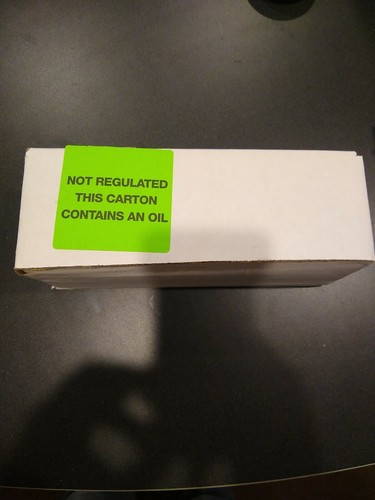 NOT REGULATED
THIS CARTON
CONTAINS AN OIL